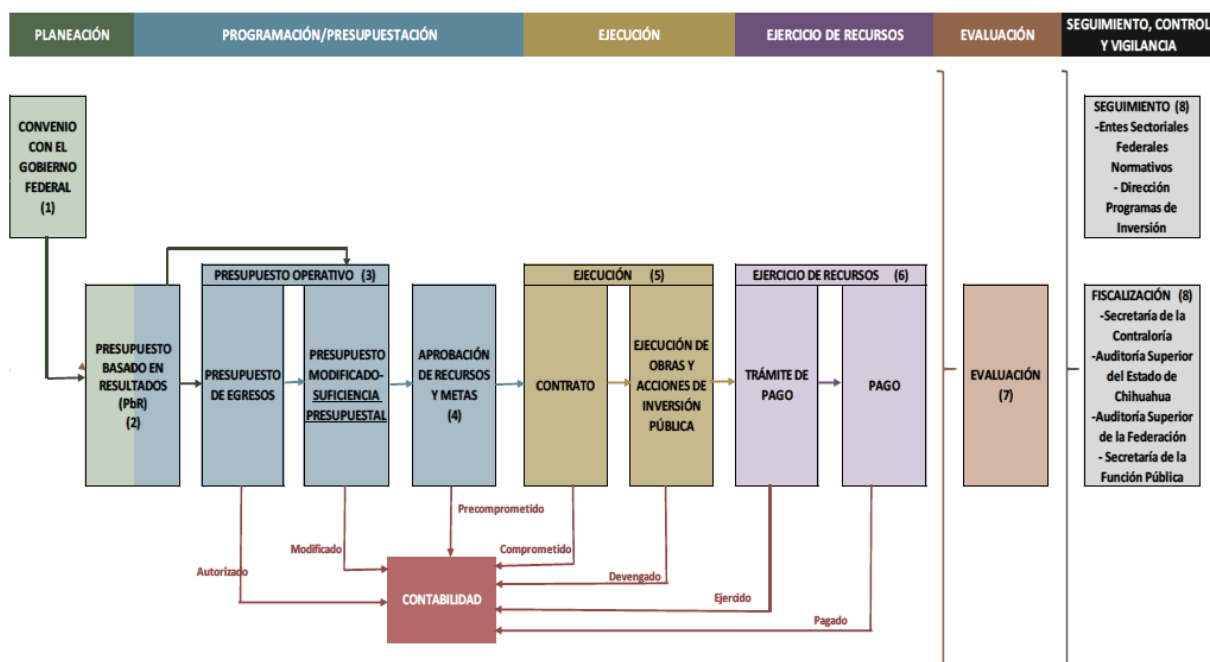 PLANEACIÓN
PROGRAMACIÓN/PRESUPUESTACIÓN
EJECUCIÓN
EJERCICIO DE RECURSOS
EVALUACIÓN
SEGUIMIENTO, CONTROL
Y VIGILANCIA
CONVENIO
CON EL
GOBIERNO
FEDERAL
(1)
PRESUPUESTO
BASADO EN
RESULTADOS
(PbR)
(2)
PRESUPUESTO OPERATIVO (3)
PRESUPUESTO
DE EGRESOS
PRESUPUESTO
MODIFICADO-
SUFICIENCIA
PRESUPUESTAL
APROBACIÓN
DE RECURSOS
Y METAS
(4)
EJECUCIÓN (5)
CONTRATO
EJECUCIÓN DE
OBRAS Y
ACCIONES DE
INVERSIÓN
PÚBLICA
EJERCICIO DE RECURSOS (6)
TRÁMITE DE
PAGO
PAGO
EVALUACIÓN
(7)
SEGUIMIENTO (8)
-Entes Sectoriales
Federales
Normativos
- Dirección
Programas de
Inversión
FISCALIZACIÓN (8)
-Secretaría de la
Contraloría
-Auditoría Superior
del Estado de
Chihuahua
-Auditoría Superior
de la Federación
- Secretaría de la
Función Pública
Autorizado
Modificado
Precomprometido
Comprometido
Devengado
Ejercido
Pagado
CONTABILIDAD